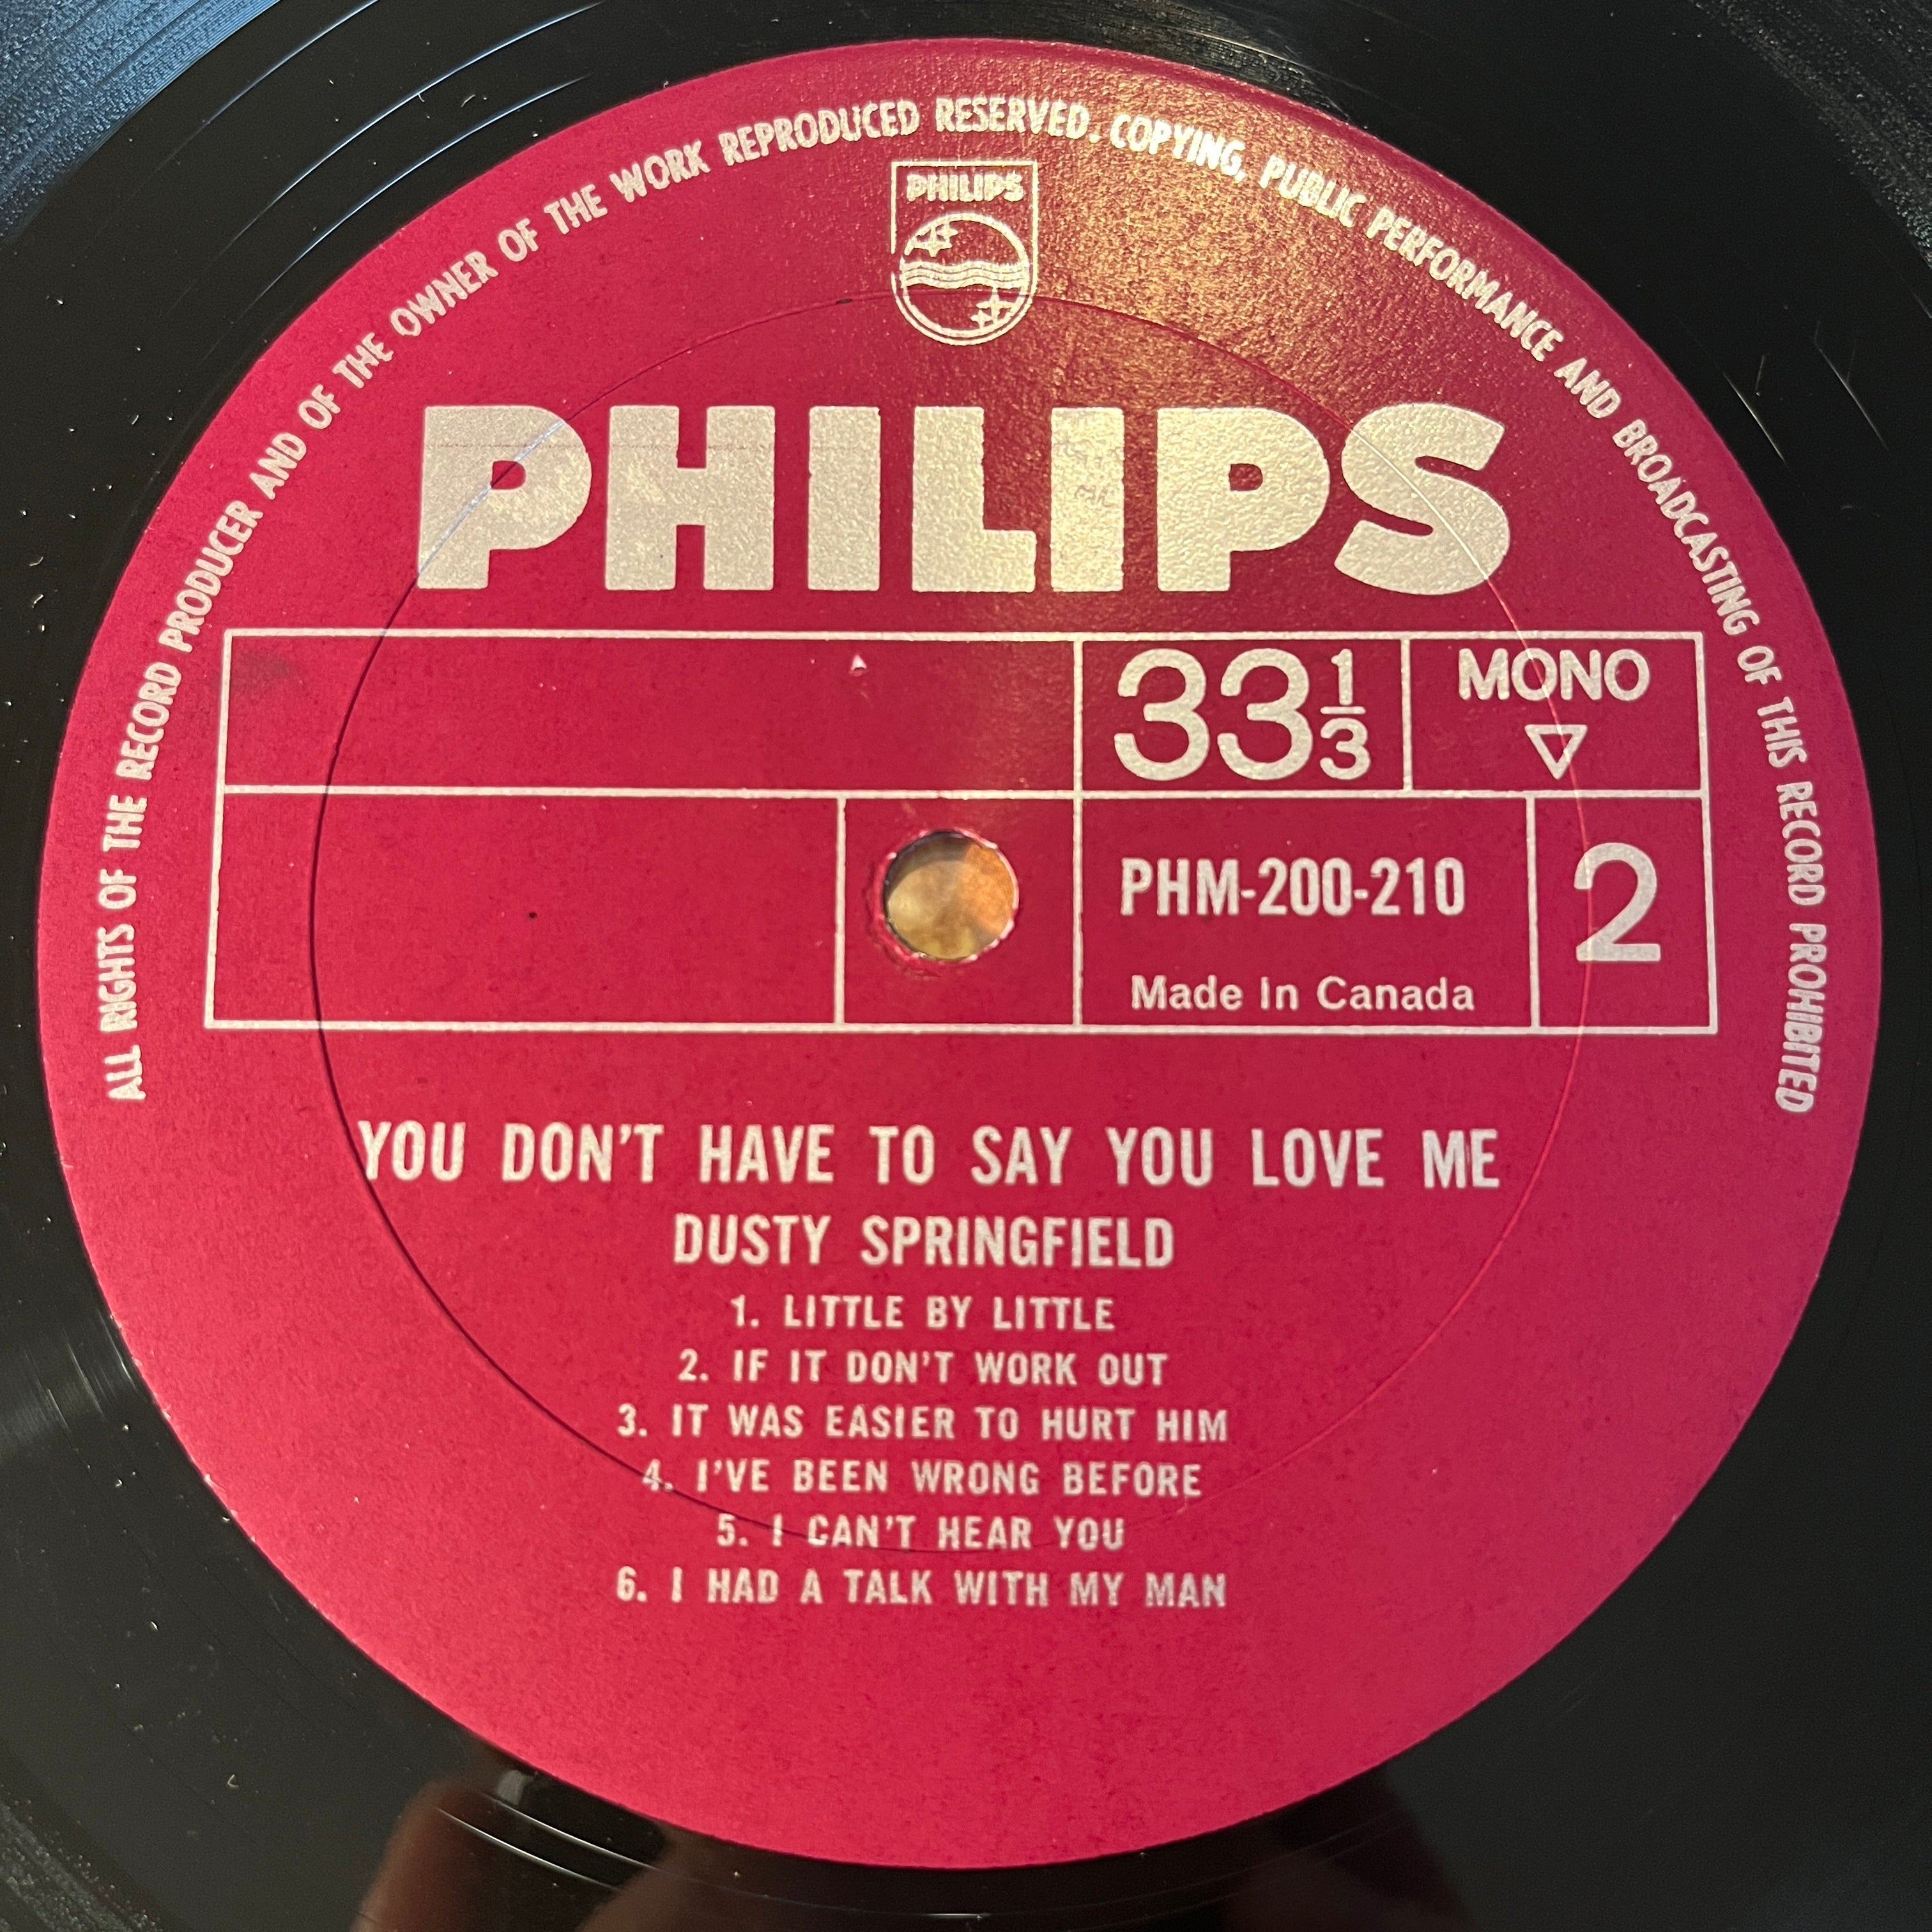 ALL RIGHTS OF THE RECORD PRODUCER AND OF THE OWNER OF THE WORK REPRODUCED RESERVED. COPYING, PUBLIC PERFORMANCE AND BROADCASTING OF THIS RECORD PROHIBITED
PHILIPS
PHILIPS
33 1/3
MONO
PHM-200-210
2
Made In Canada
YOU DON'T HAVE TO SAY YOU LOVE ME
DUSTY SPRINGFIELD
1. LITTLE BY LITTLE
2. IF IT DON'T WORK OUT
3. IT WAS EASIER TO HURT HIM
4. I'VE BEEN WRONG BEFORE
5. I CAN'T HEAR YOU
6. I HAD A TALK WITH MY MAN